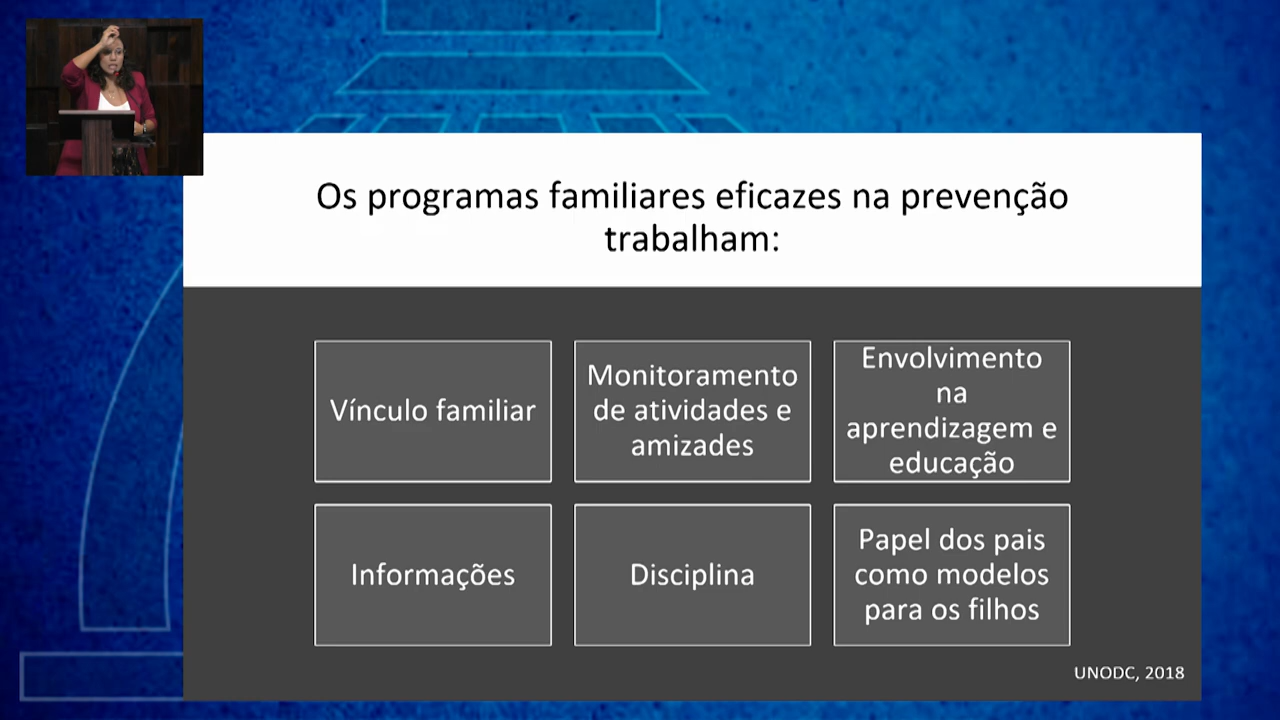 Os programas familiares eficazes na prevenção
trabalham:
Vínculo familiar
Monitoramento
de atividades e
amizades
Envolvimento
na
aprendizagem e
educação
Informações
Disciplina
Papel dos pais
como modelos
para os filhos
UNODC, 2018